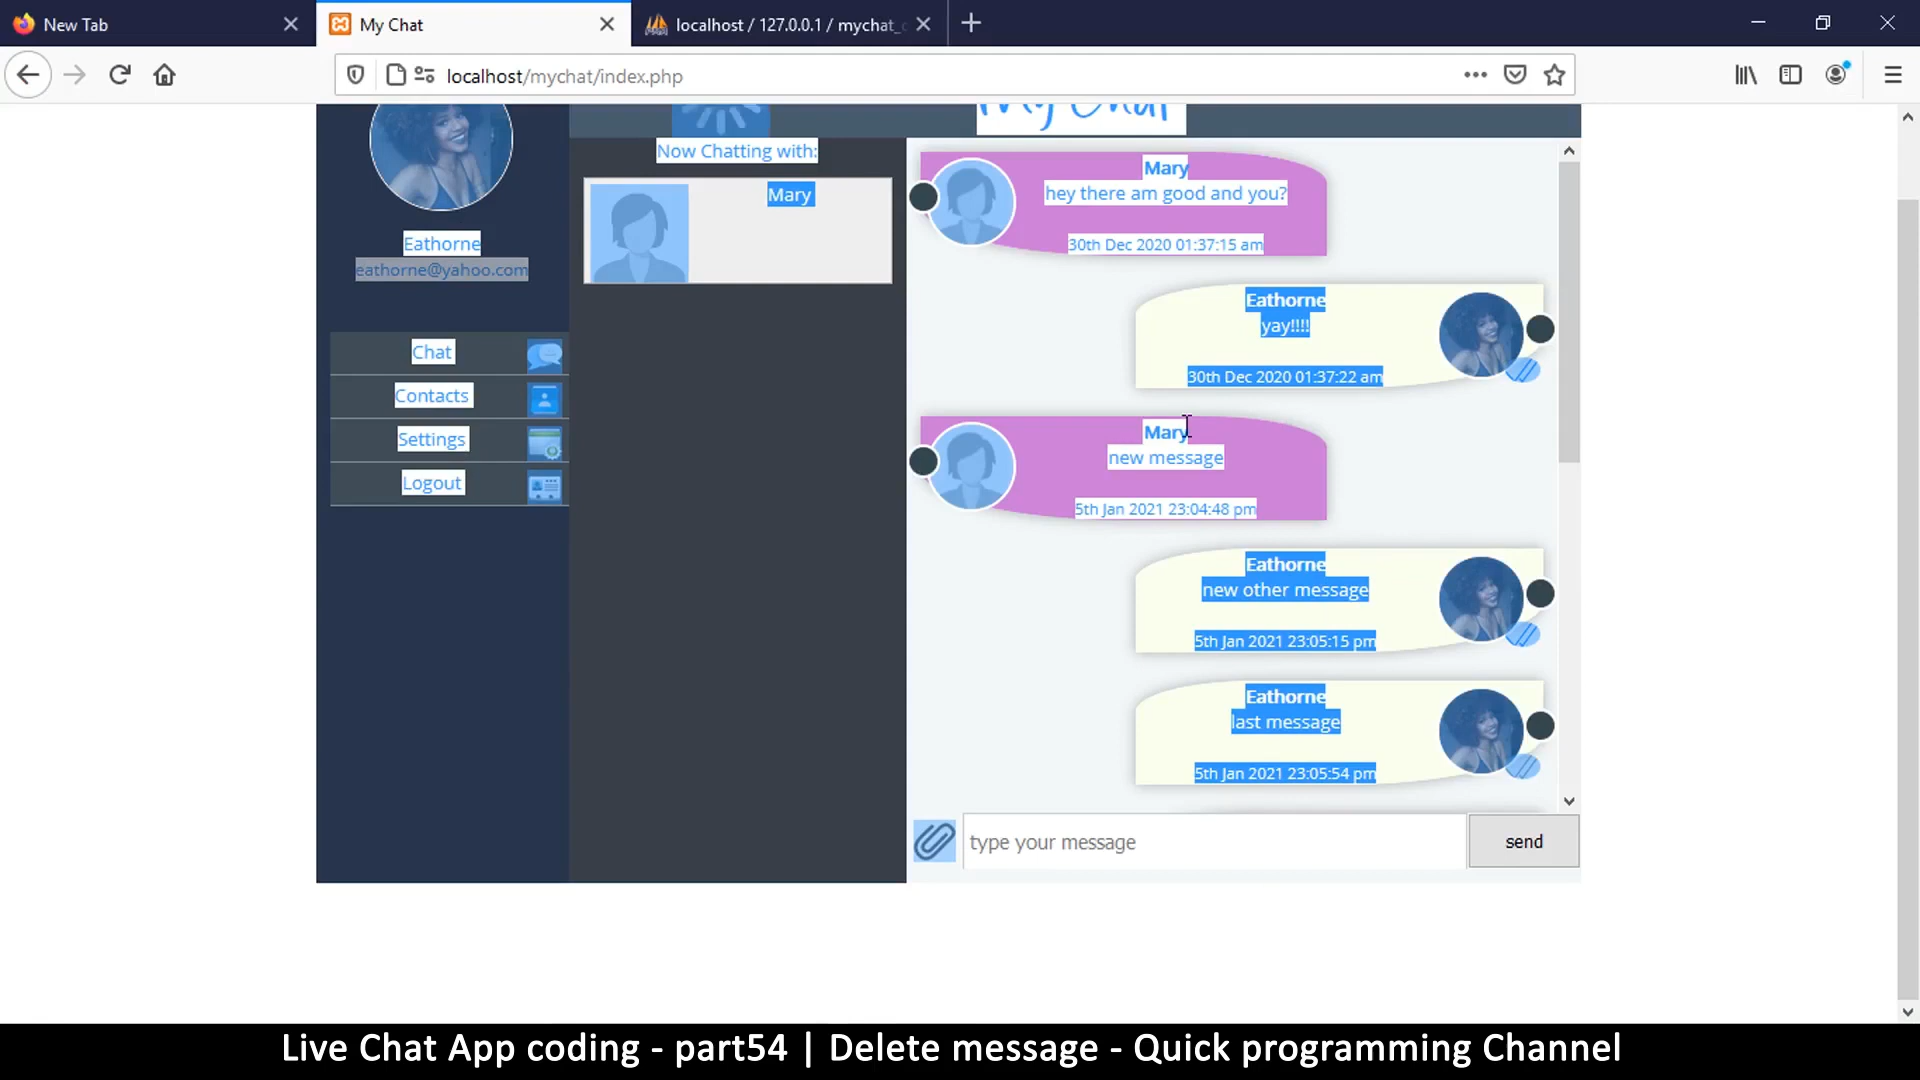 New Tab
My Chat
localhost / 127.0.0.1 / mychat_
localhost/mychat/index.php
My Chat
Now Chatting with:
Mary
Eathorne
eathorne@yahoo.com
Chat
Contacts
Settings
Logout
Mary
hey there am good and you?
30th Dec 2020 01:37:15 am
Eathorne
yay!!!!
30th Dec 2020 01:37:22 am
Mary
new message
5th Jan 2021 23:04:48 pm
Eathorne
new other message
5th Jan 2021 23:05:15 pm
Eathorne
last message
5th Jan 2021 23:05:54 pm
type your message
send
Live Chat App coding - part54 | Delete message - Quick programming Channel